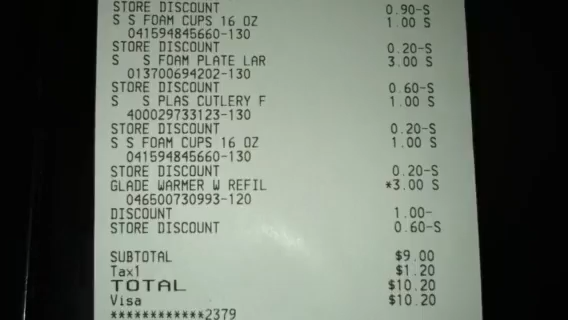 STORE DISCOUNT 0.90-S
S S FOAM CUPS 16 OZ 1.00 S
041594845660-130
STORE DISCOUNT 0.20-S
S S FOAM PLATE LAR 3.00 S
013700694202-130
STORE DISCOUNT 0.60-S
S S PLAS CUTLERY F 1.00 S
400029733123-130
STORE DISCOUNT 0.20-S
S S FOAM CUPS 16 OZ 1.00 S
041594845660-130
STORE DISCOUNT 0.20-S
GLADE WARMER W REFIL *3.00 S
046500730993-120
DISCOUNT 1.00-
STORE DISCOUNT 0.60-S
SUBTOTAL $9.00
Tax1 $1.20
TOTAL $10.20
Visa $10.20
************2379